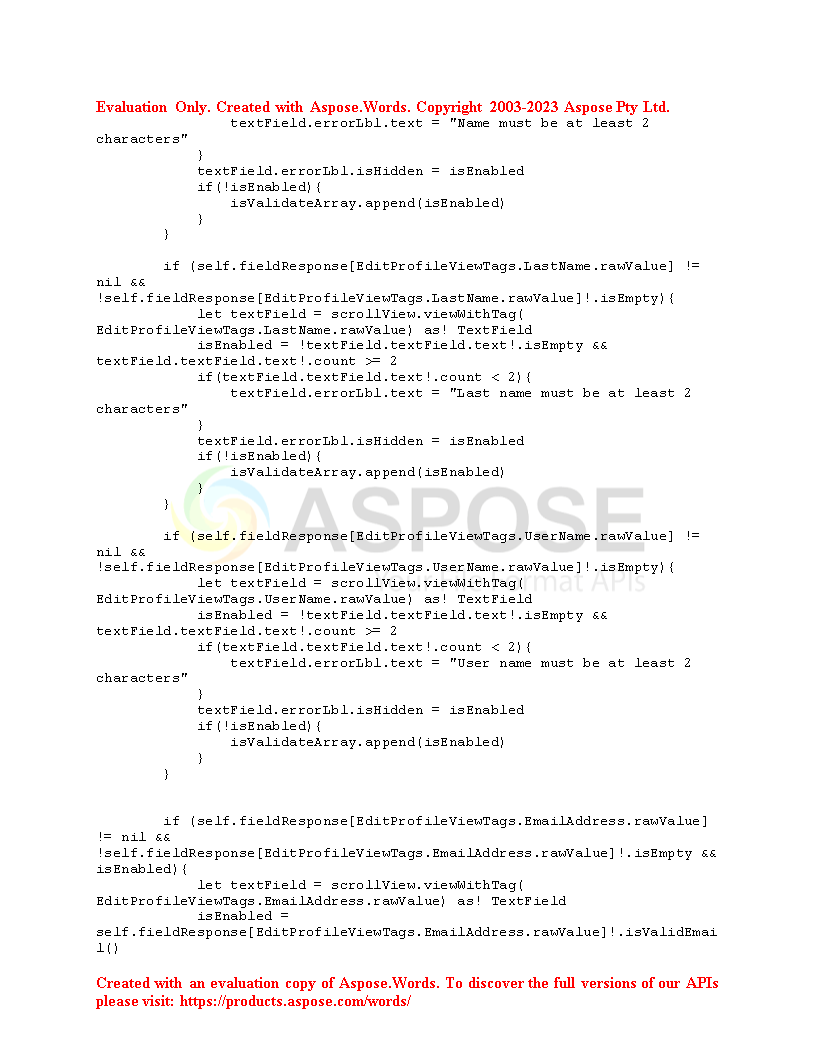 Evaluation Only. Created with Aspose.Words. Copyright 2003-2023 Aspose Pty Ltd.
                textField.errorLbl.text = "Name must be at least 2
characters"
            }
            textField.errorLbl.isHidden = isEnabled
            if(!isEnabled){
                isValidateArray.append(isEnabled)
            }
        }

        if (self.fieldResponse[EditProfileViewTags.LastName.rawValue] !=
nil &&
!self.fieldResponse[EditProfileViewTags.LastName.rawValue]!.isEmpty){
            let textField = scrollView.viewWithTag(
EditProfileViewTags.LastName.rawValue) as! TextField
            isEnabled = !textField.textField.text!.isEmpty &&
textField.textField.text!.count >= 2
            if(textField.textField.text!.count < 2){
                textField.errorLbl.text = "Last name must be at least 2
characters"
            }
            textField.errorLbl.isHidden = isEnabled
            if(!isEnabled){
                isValidateArray.append(isEnabled)
            }
        }
ASPOSE
        if (self.fieldResponse[EditProfileViewTags.UserName.rawValue] !=
nil &&
!self.fieldResponse[EditProfileViewTags.UserName.rawValue]!.isEmpty){
            let textField = scrollView.viewWithTag(
EditProfileViewTags.UserName.rawValue) as! TextField
            isEnabled = !textField.textField.text!.isEmpty &&
textField.textField.text!.count >= 2
            if(textField.textField.text!.count < 2){
                textField.errorLbl.text = "User name must be at least 2
characters"
            }
            textField.errorLbl.isHidden = isEnabled
            if(!isEnabled){
                isValidateArray.append(isEnabled)
            }
        }

        if (self.fieldResponse[EditProfileViewTags.EmailAddress.rawValue]
!= nil &&
!self.fieldResponse[EditProfileViewTags.EmailAddress.rawValue]!.isEmpty &&
isEnabled){
            let textField = scrollView.viewWithTag(
EditProfileViewTags.EmailAddress.rawValue) as! TextField
            isEnabled =
self.fieldResponse[EditProfileViewTags.EmailAddress.rawValue]!.isValidEmai
l()
Created with an evaluation copy of Aspose.Words. To discover the full versions of our APIs
please visit: https://products.aspose.com/words/